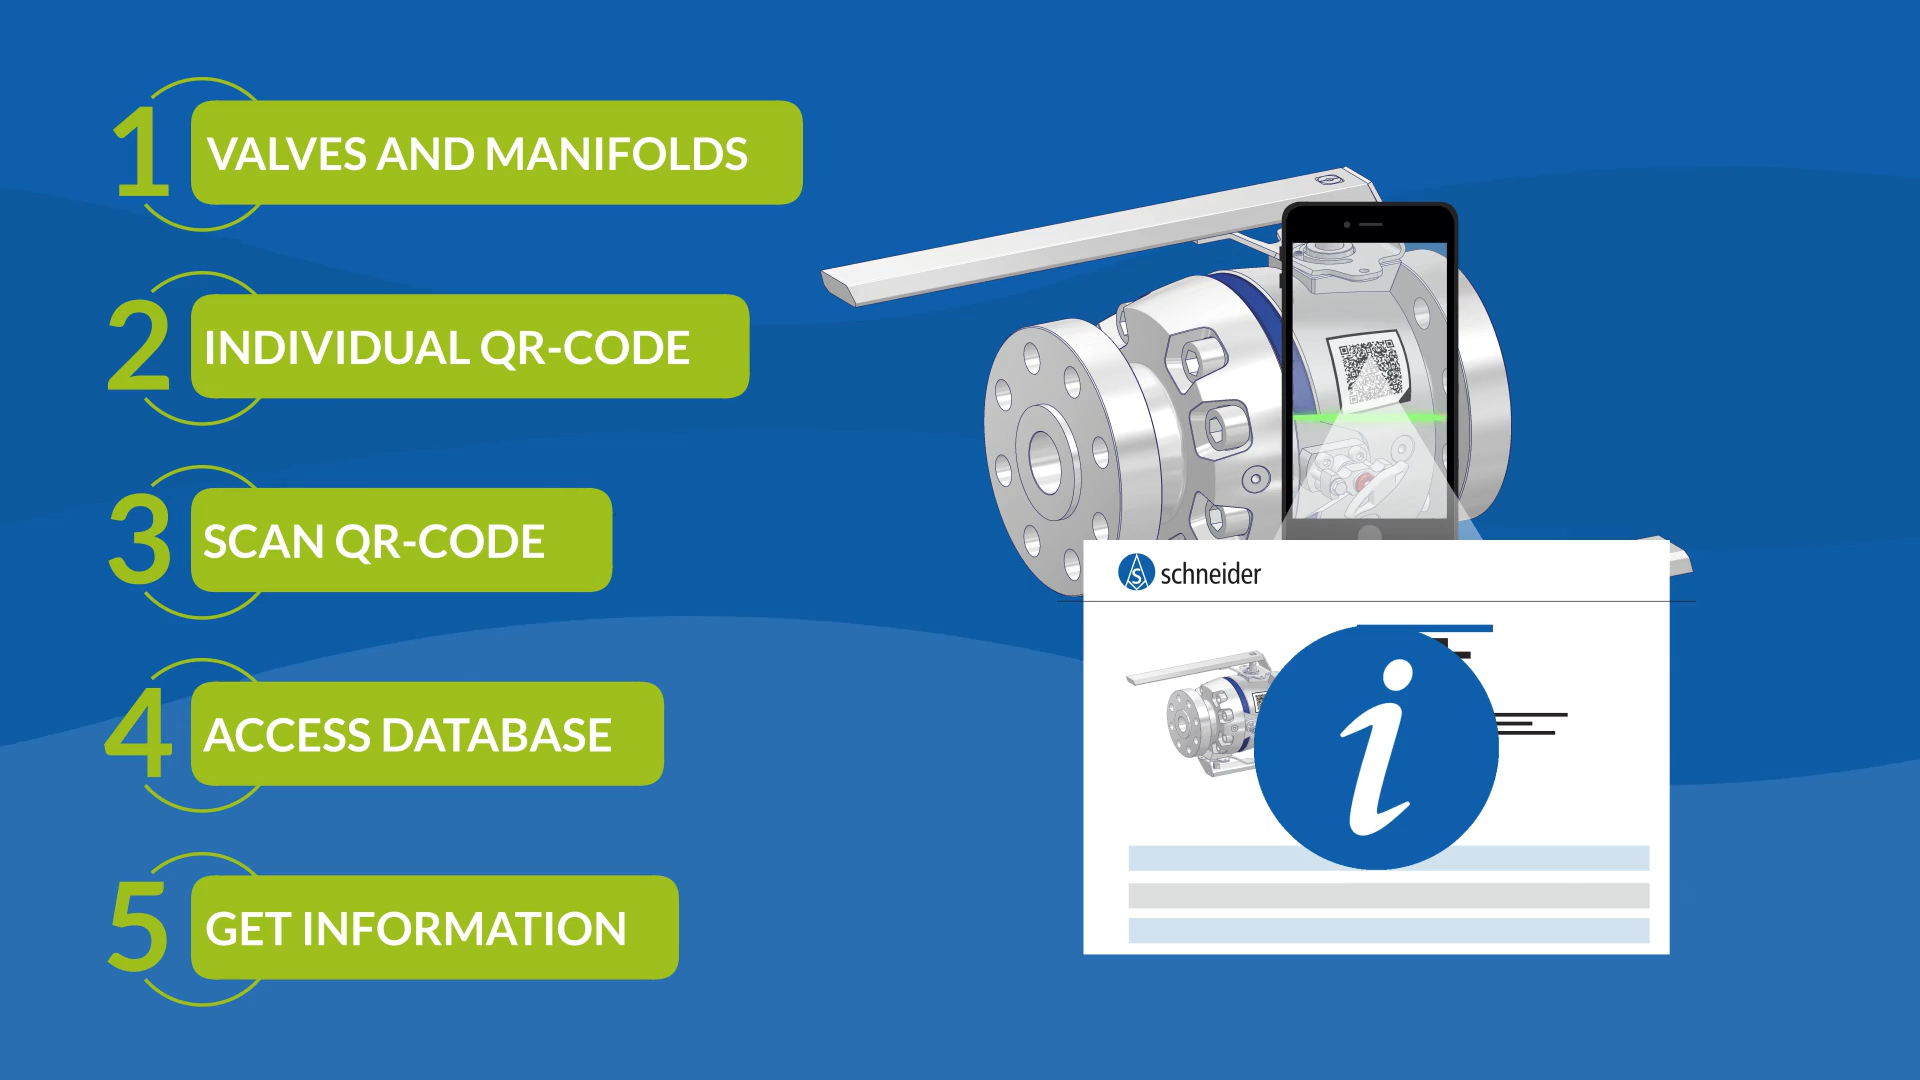 1 VALVES AND MANIFOLDS
2 INDIVIDUAL QR-CODE
3 SCAN QR-CODE
4 ACCESS DATABASE
5 GET INFORMATION
S schneider
i